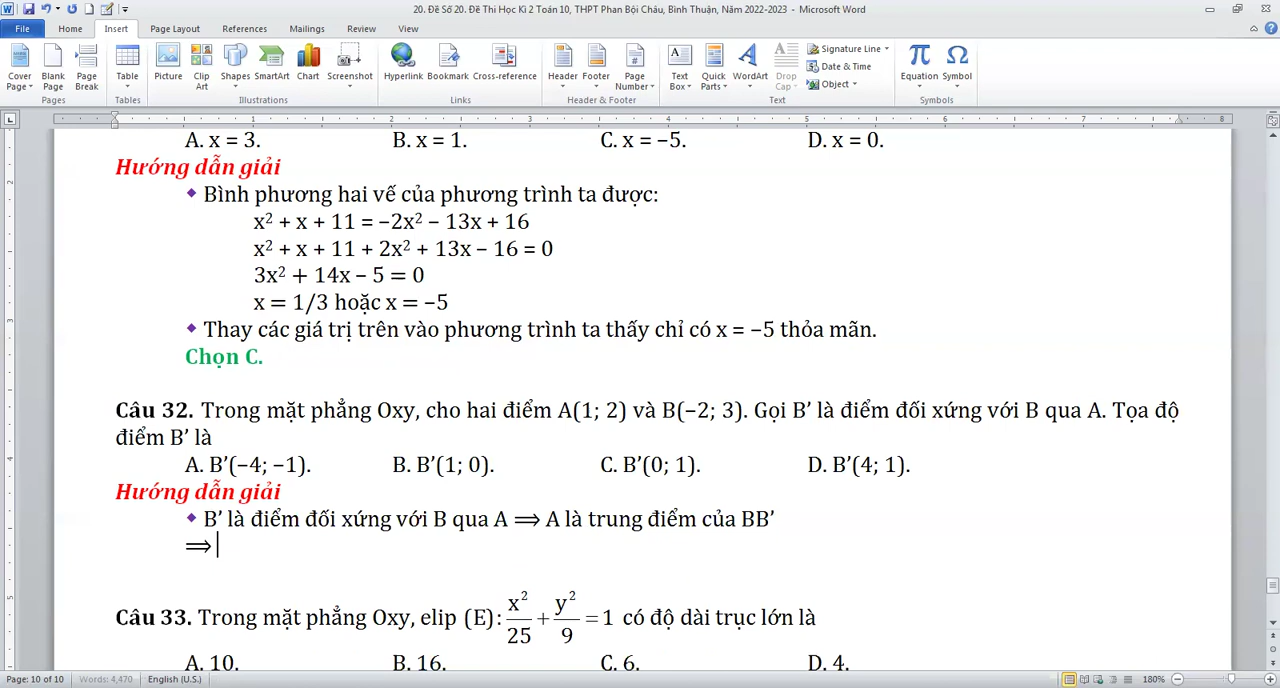 20. Đề Số 20. Đề Thi Học Kì 2 Toán 10, THPT Phan Bội Châu, Bình Thuận, Năm 2022-2023 - Microsoft Word
File Home Insert Page Layout References Mailings Review View
Cover Page Blank Page Page Break Table Picture Clip Art Shapes SmartArt Chart Screenshot Hyperlink Bookmark Cross-reference Header Footer Page Number Text Box Quick Parts WordArt Drop Cap Signature Line Date & Time Object Equation Symbol
Pages Tables Illustrations Links Header & Footer Text Symbols
1 2 3 4 5 6 7 8
A. x = 3. B. x = 1. C. x = −5. D. x = 0.
Hướng dẫn giải
Bình phương hai vế của phương trình ta được:
x² + x + 11 = −2x² − 13x + 16
x² + x + 11 + 2x² + 13x − 16 = 0
3x² + 14x − 5 = 0
x = 1/3 hoặc x = −5
Thay các giá trị trên vào phương trình ta thấy chỉ có x = −5 thỏa mãn.
Chọn C.
Câu 32. Trong mặt phẳng Oxy, cho hai điểm A(1; 2) và B(−2; 3). Gọi B’ là điểm đối xứng với B qua A. Tọa độ
điểm B’ là
A. B’(−4; −1). B. B’(1; 0). C. B’(0; 1). D. B’(4; 1).
Hướng dẫn giải
B’ là điểm đối xứng với B qua A ⟹ A là trung điểm của BB’
⟹
Câu 33. Trong mặt phẳng Oxy, elip (E): x²/25 + y²/9 = 1 có độ dài trục lớn là
A. 10. B. 16. C. 6. D. 4.
Page: 10 of 10 Words: 4,470 English (U.S.) 180%